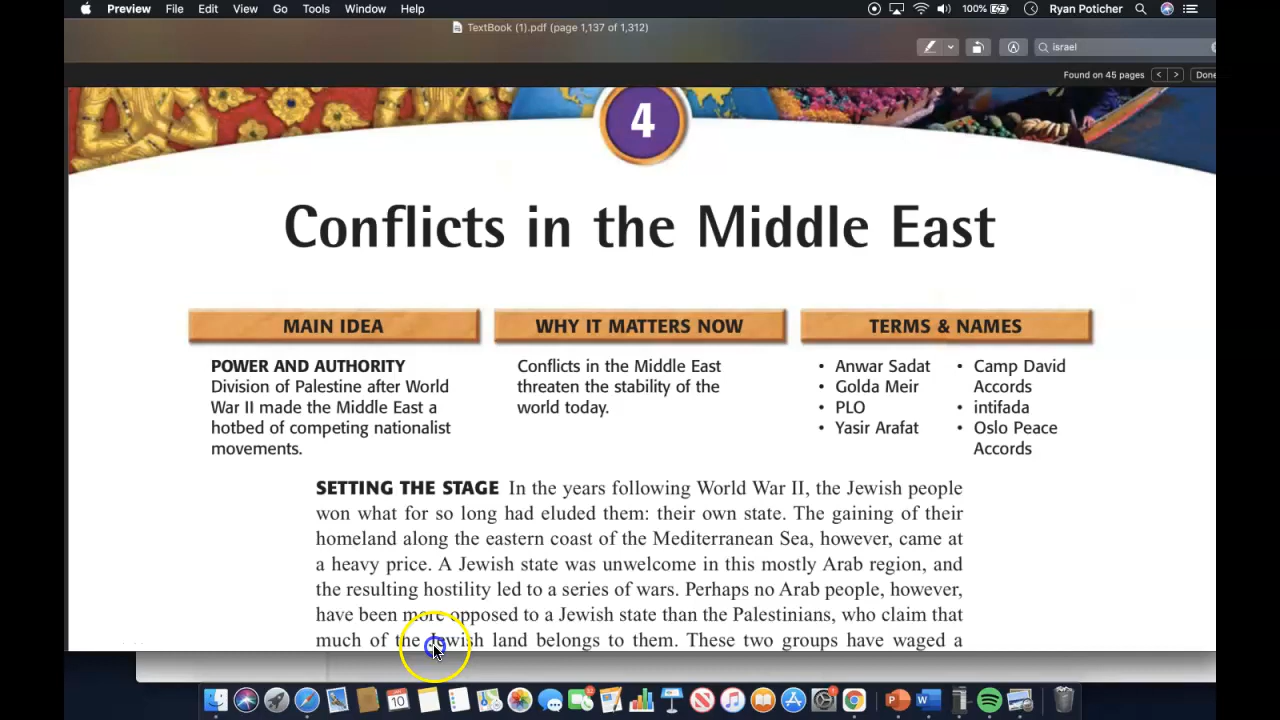 Preview File Edit View Go Tools Window Help 100% Ryan Poticher
TextBook (1).pdf (page 1,137 of 1,312)
israel
Found on 45 pages < > Done
4
Conflicts in the Middle East
MAIN IDEA
POWER AND AUTHORITY
Division of Palestine after World
War II made the Middle East a
hotbed of competing nationalist
movements.
WHY IT MATTERS NOW
Conflicts in the Middle East
threaten the stability of the
world today.
TERMS & NAMES
• Anwar Sadat
• Golda Meir
• PLO
• Yasir Arafat
• Camp David
Accords
• intifada
• Oslo Peace
Accords
SETTING THE STAGE In the years following World War II, the Jewish people
won what for so long had eluded them: their own state. The gaining of their
homeland along the eastern coast of the Mediterranean Sea, however, came at
a heavy price. A Jewish state was unwelcome in this mostly Arab region, and
the resulting hostility led to a series of wars. Perhaps no Arab people, however,
have been more opposed to a Jewish state than the Palestinians, who claim that
much of the Jewish land belongs to them. These two groups have waged a
10